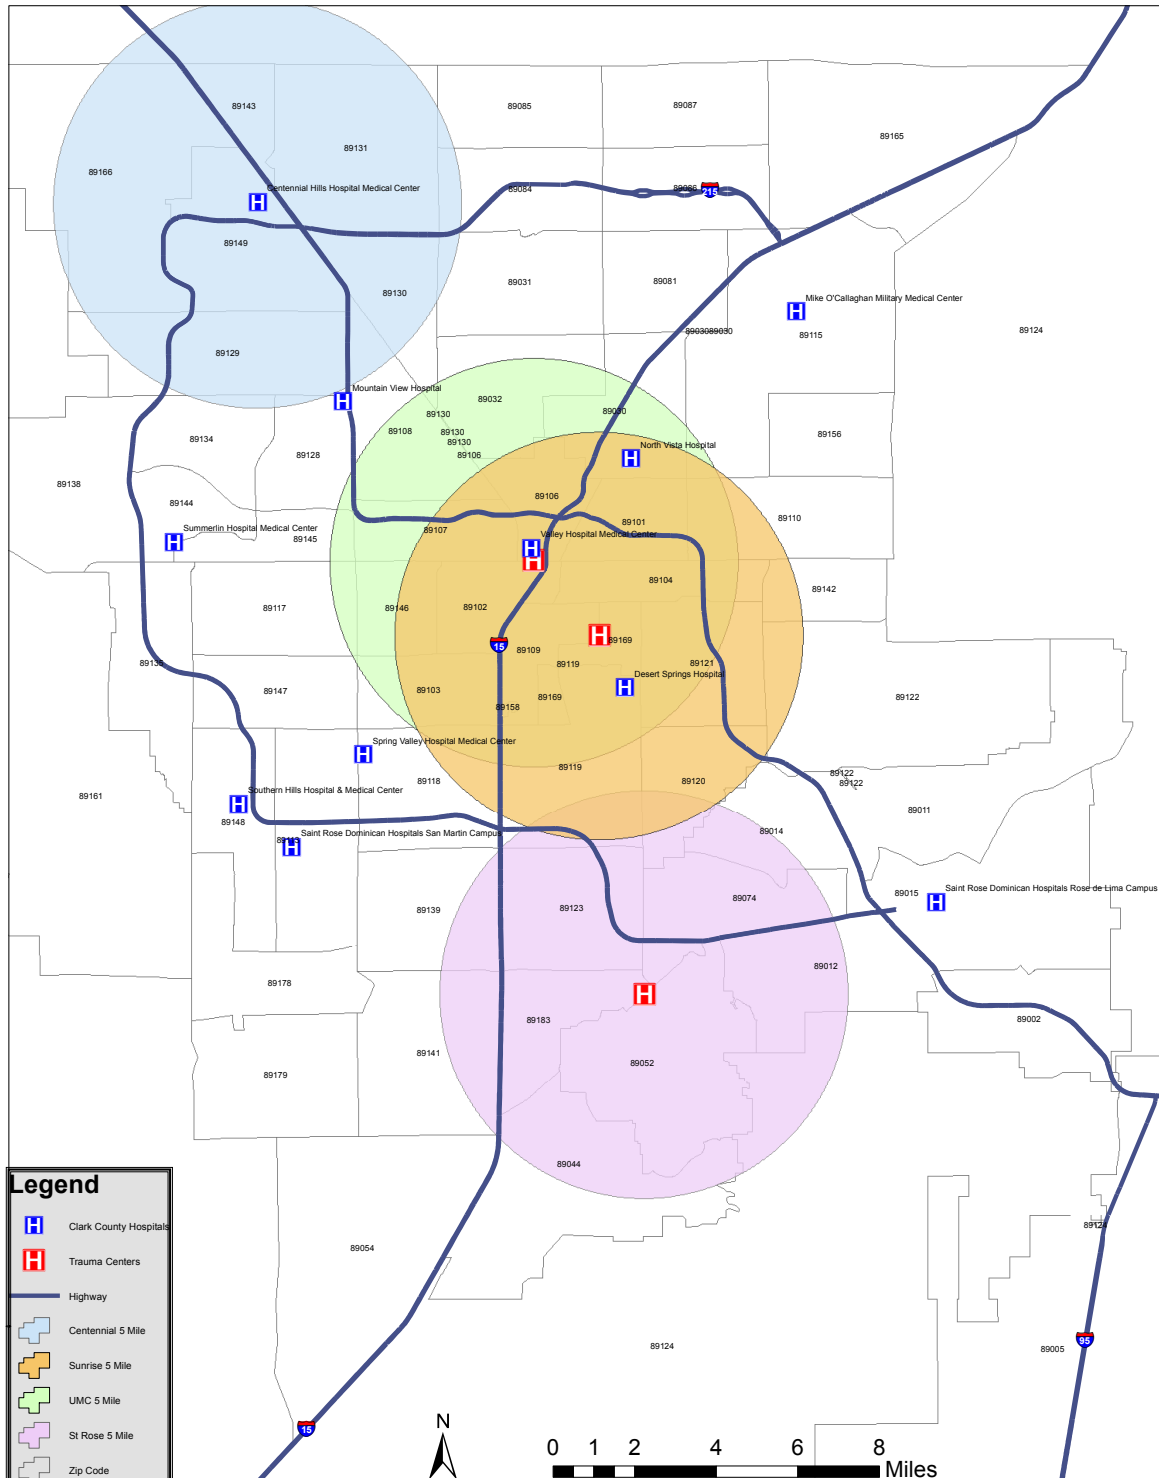 89143
89085
89087
89165
89131
89166
Centennial Hills Hospital Medical Center
H
89084
89086
215
89149
89130
89031
89081
Mike O'Callaghan Military Medical Center
H
89115
89124
8903089030
89129
Mountain View Hospital
H
89032
89130
89030
89108
89130
89130
89106
89134
89128
North Vista Hospital
H
89156
89138
89144
89106
89101
89110
89107
Summerlin Hospital Medical Center
H
89145
Valley Hospital Medical Center
H
H
89104
89142
89117
89146
89102
H
89169
15
89109
89119
89121
89135
Desert Springs Hospital
H
89147
89103
89169
89158
89122
Spring Valley Hospital Medical Center
H
89119
89118
89120
89122
89122
89161
Southern Hills Hospital & Medical Center
H
89148
89011
Saint Rose Dominican Hospitals San Martin Campus
89113
H
89014
Saint Rose Dominican Hospitals Rose de Lima Campus
89015
H
89139
89123
89074
89012
89178
H
89183
89002
89141
89052
89179
89044
Legend
H Clark County Hospitals
H Trauma Centers
Highway
Centennial 5 Mile
Sunrise 5 Mile
UMC 5 Mile
St Rose 5 Mile
Zip Code
89054
89124
89124
89005
95
15
N
0 1 2 4 6 8
Miles